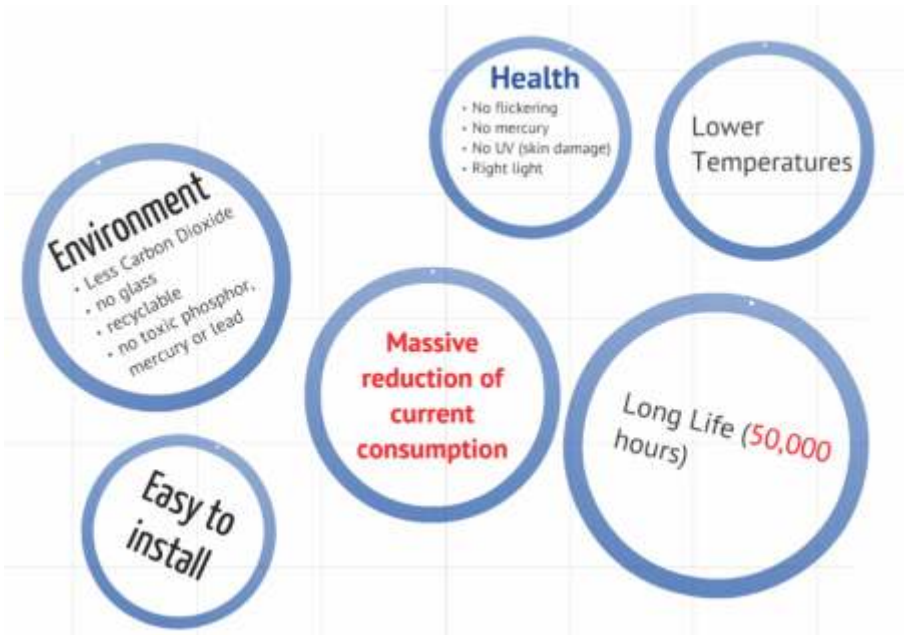 Health
• No flickering
• No mercury
• No UV (skin damage)
• Right light
Lower
Temperatures
Environment
• Less Carbon Dioxide
• no glass
• recyclable
• no toxic phosphor,
mercury or lead
Massive
reduction of
current
consumption
Long Life (50,000
hours)
Easy to
install